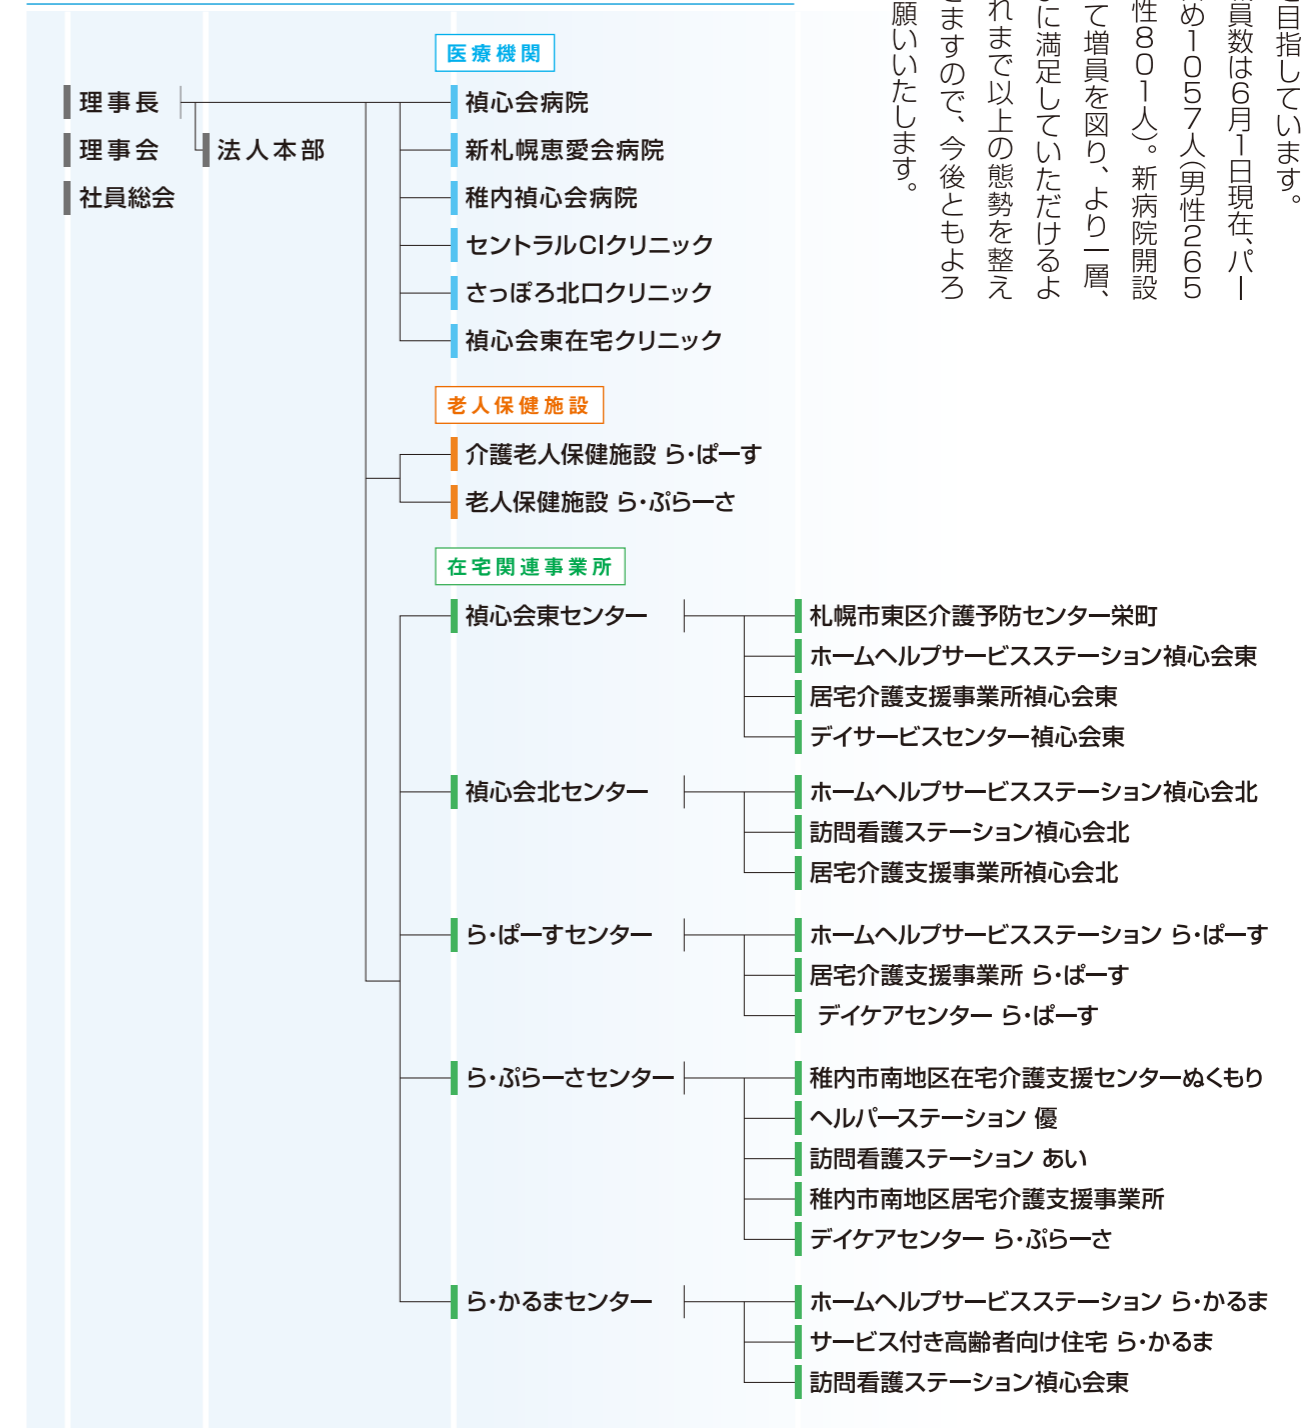 を目指しています。
員数は6月1日現在、パー
め1057人(男性265
性801人)。新病院開設
て増員を図り、より一層、
に満足していただけるよ
れまで以上の態勢を整え
ますので、今後ともよろ
願いいたします。
理事長
理事会
社員総会
法人本部
医療機関
禎心会病院
新札幌恵愛会病院
稚内禎心会病院
セントラルCIクリニック
さっぽろ北口クリニック
禎心会東在宅クリニック
老人保健施設
介護老人保健施設 ら・ぱーす
老人保健施設 ら・ぷらーさ
在宅関連事業所
禎心会東センター
札幌市東区介護予防センター栄町
ホームヘルプサービスステーション禎心会東
居宅介護支援事業所禎心会東
デイサービスセンター禎心会東
禎心会北センター
ホームヘルプサービスステーション禎心会北
訪問看護ステーション禎心会北
居宅介護支援事業所禎心会北
ら・ぱーすセンター
ホームヘルプサービスステーション ら・ぱーす
居宅介護支援事業所 ら・ぱーす
デイケアセンター ら・ぱーす
ら・ぷらーさセンター
稚内市南地区在宅介護支援センターぬくもり
ヘルパーステーション 優
訪問看護ステーション あい
稚内市南地区居宅介護支援事業所
デイケアセンター ら・ぷらーさ
ら・かるまセンター
ホームヘルプサービスステーション ら・かるま
サービス付き高齢者向け住宅 ら・かるま
訪問看護ステーション禎心会東